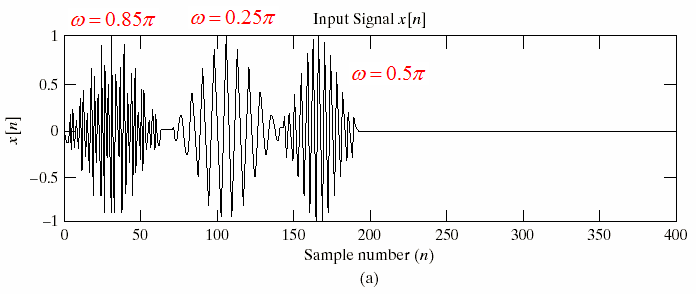 ω = 0.85π
ω = 0.25π
Input Signal x[n]
ω = 0.5π
x[n]
1
0.5
0
−0.5
−1
0 50 100 150 200 250 300 350 400
Sample number (n)
(a)